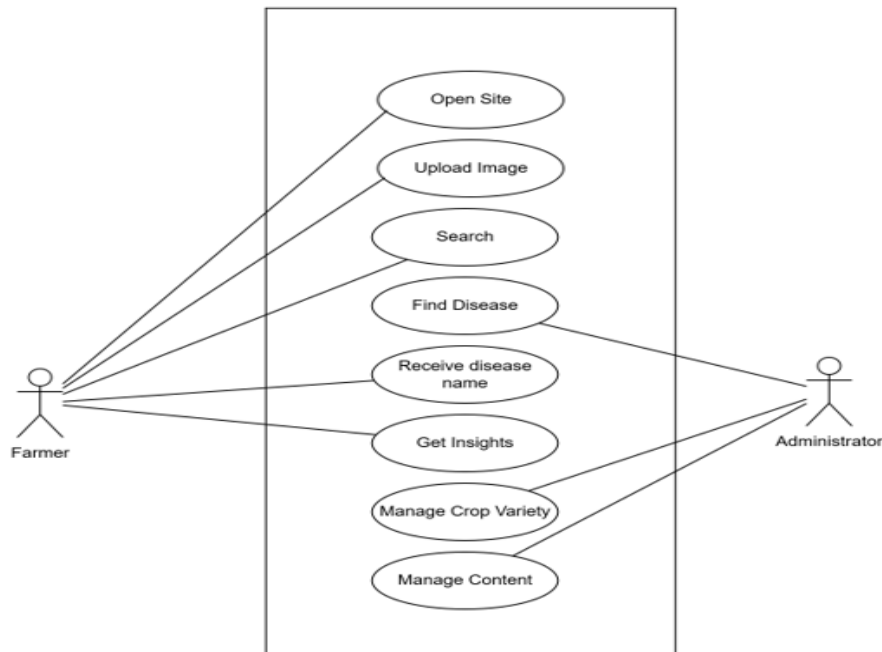 Open Site
Upload Image
Search
Find Disease
Receive disease
name
Get Insights
Manage Crop Variety
Manage Content
Farmer
Administrator